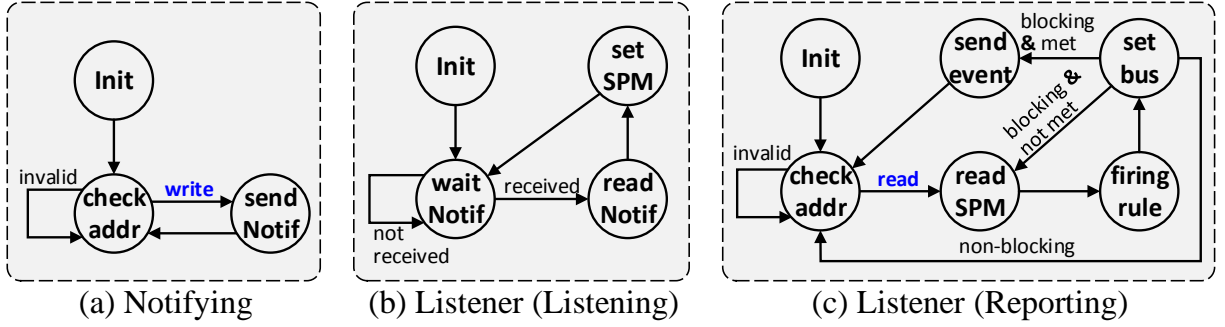 Init
invalid
check
addr
write
send
Notif
(a) Notifying
Init
set
SPM
wait
Notif
received
read
Notif
not
received
(b) Listener (Listening)
Init
send
event
blocking
& met
set
bus
blocking &
not met
invalid
check
addr
read
read
SPM
firing
rule
non-blocking
(c) Listener (Reporting)